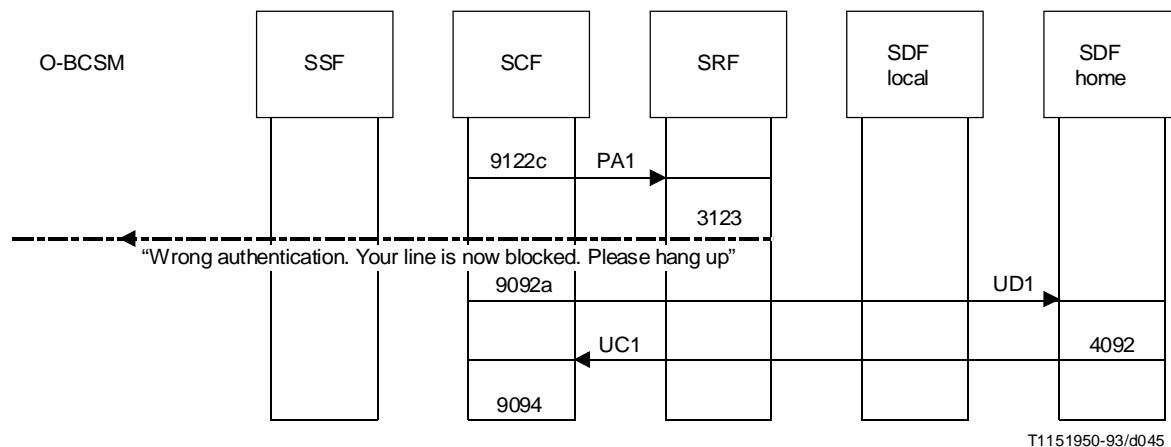 O-BCSM
SSF
SCF
SRF
SDF
local
SDF
home
9122c
PA1
3123
“Wrong authentication. Your line is now blocked. Please hang up”
9092a
UD1
UC1
4092
9094
T1151950-93/d045